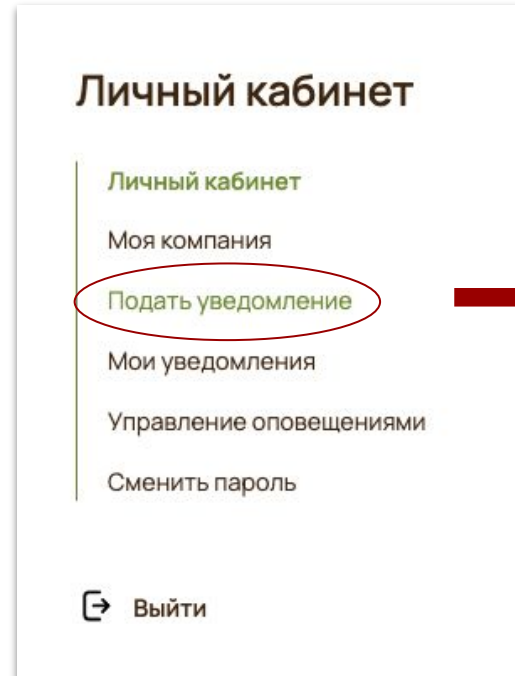 Личный кабинет
Личный кабинет
Моя компания
Подать уведомление
Мои уведомления
Управление оповещениями
Сменить пароль
Выйти